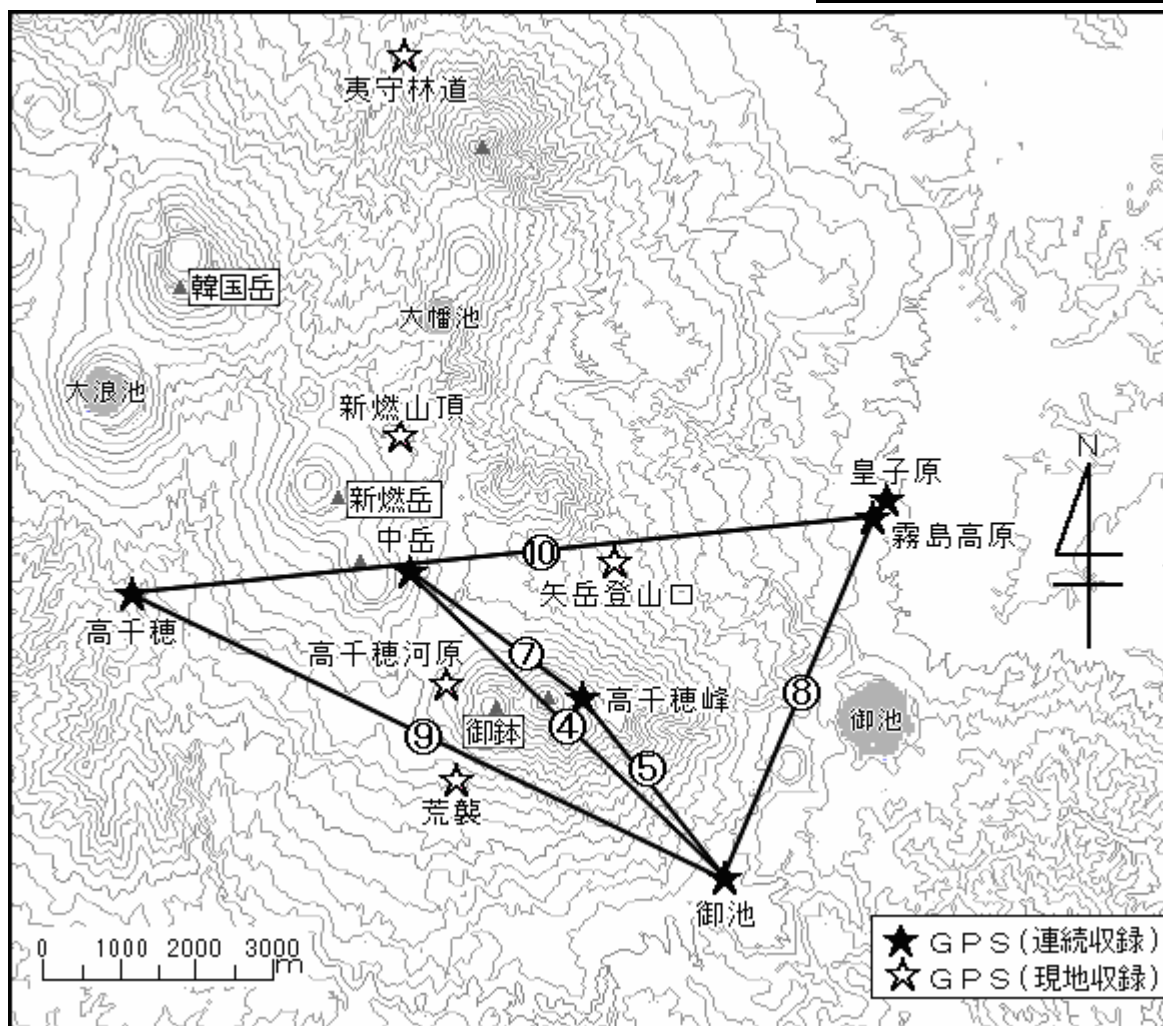 夷守林道
韓国岳
大幡池
大浪池
新燃山頂
新燃岳
中岳
N
皇子原
霧島高原
⑩
矢岳登山口
高千穂
高千穂河原
⑦
高千穂峰
⑧
御池
御鉢
④
⑨
⑤
荒襲
御池
0 1000 2000 3000
m
★ GPS(連続収録)
☆ GPS(現地収録)